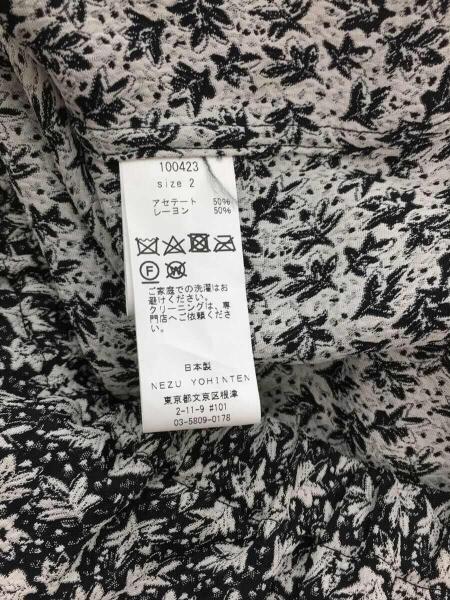 100423
size 2
アセテート 50%
レーヨン 50%
F W
ご家庭での洗濯はお
避けください。
クリーニングは、専
門店へご依頼くださ
い。
日本製
NEZU YOHINTEN
東京都文京区根津
2-11-9 #101
03-5809-0178